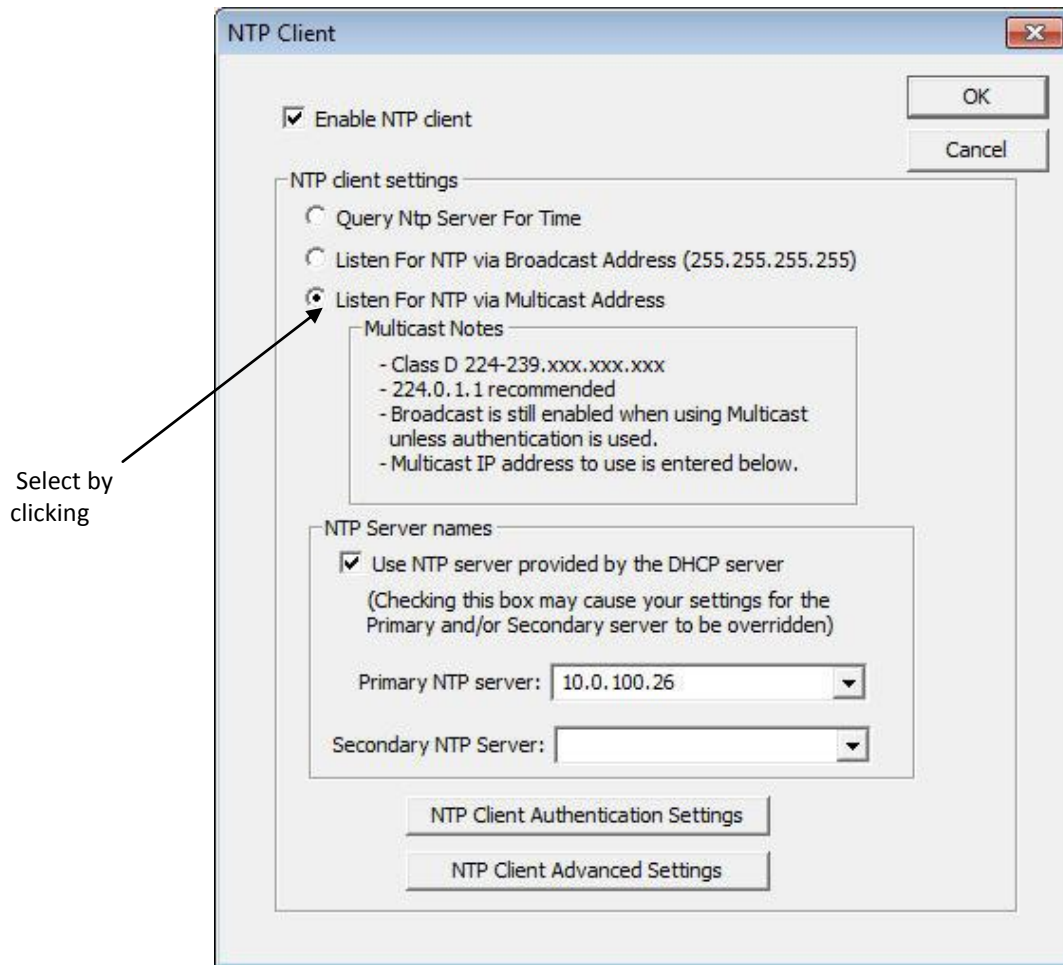 NTP Client
Enable NTP client
OK
Cancel
NTP client settings
Query Ntp Server For Time
Listen For NTP via Broadcast Address (255.255.255.255)
Listen For NTP via Multicast Address
Multicast Notes
- Class D 224-239.xxx.xxx.xxx
- 224.0.1.1 recommended
- Broadcast is still enabled when using Multicast
unless authentication is used.
- Multicast IP address to use is entered below.
Select by
clicking
NTP Server names
Use NTP server provided by the DHCP server
(Checking this box may cause your settings for the
Primary and/or Secondary server to be overridden)
Primary NTP server: 10.0.100.26
Secondary NTP Server:
NTP Client Authentication Settings
NTP Client Advanced Settings